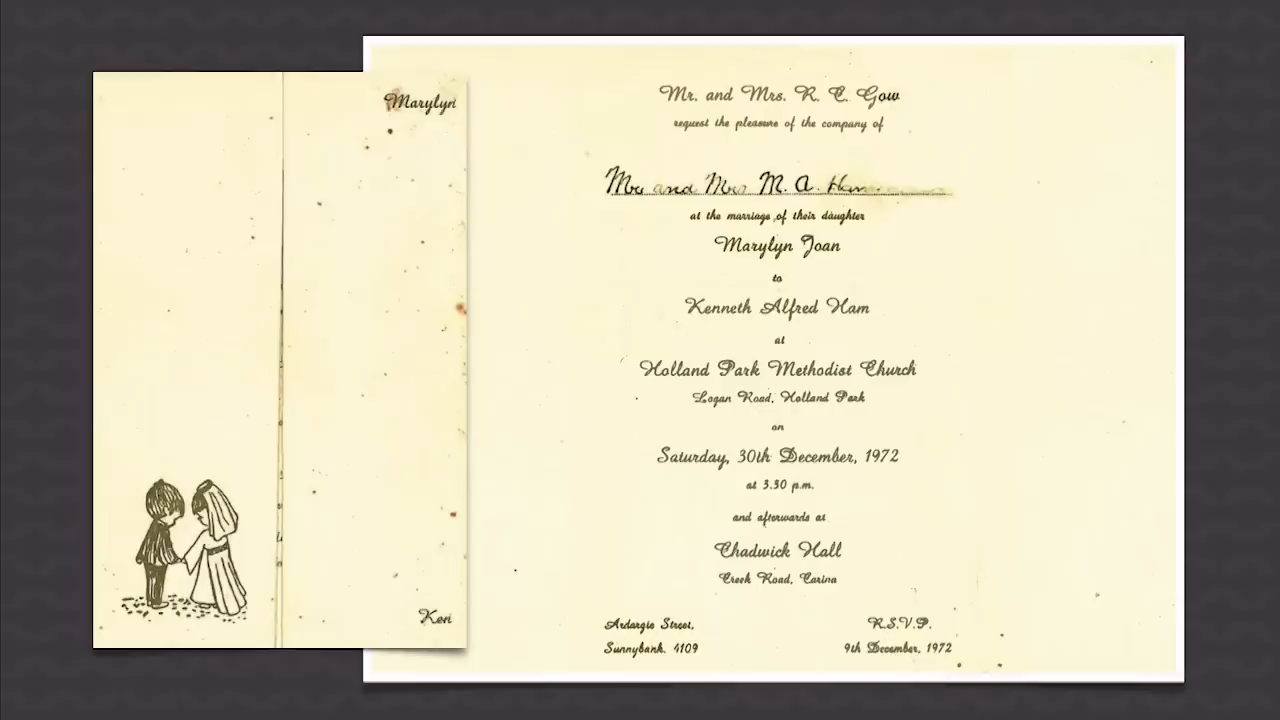 Marylyn
Ken
Mr. and Mrs. R. C. Gow
request the pleasure of the company of
Mr and Mrs M. A. Ham
at the marriage of their daughter
Marylyn Joan
to
Kenneth Alfred Ham
at
Holland Park Methodist Church
Logan Road, Holland Park
on
Saturday, 30th December, 1972
at 3.30 p.m.
and afterwards at
Chadwick Hall
Creek Road, Carina
Ardargie Street,
Sunnybank. 4109
R.S.V.P.
9th December, 1972